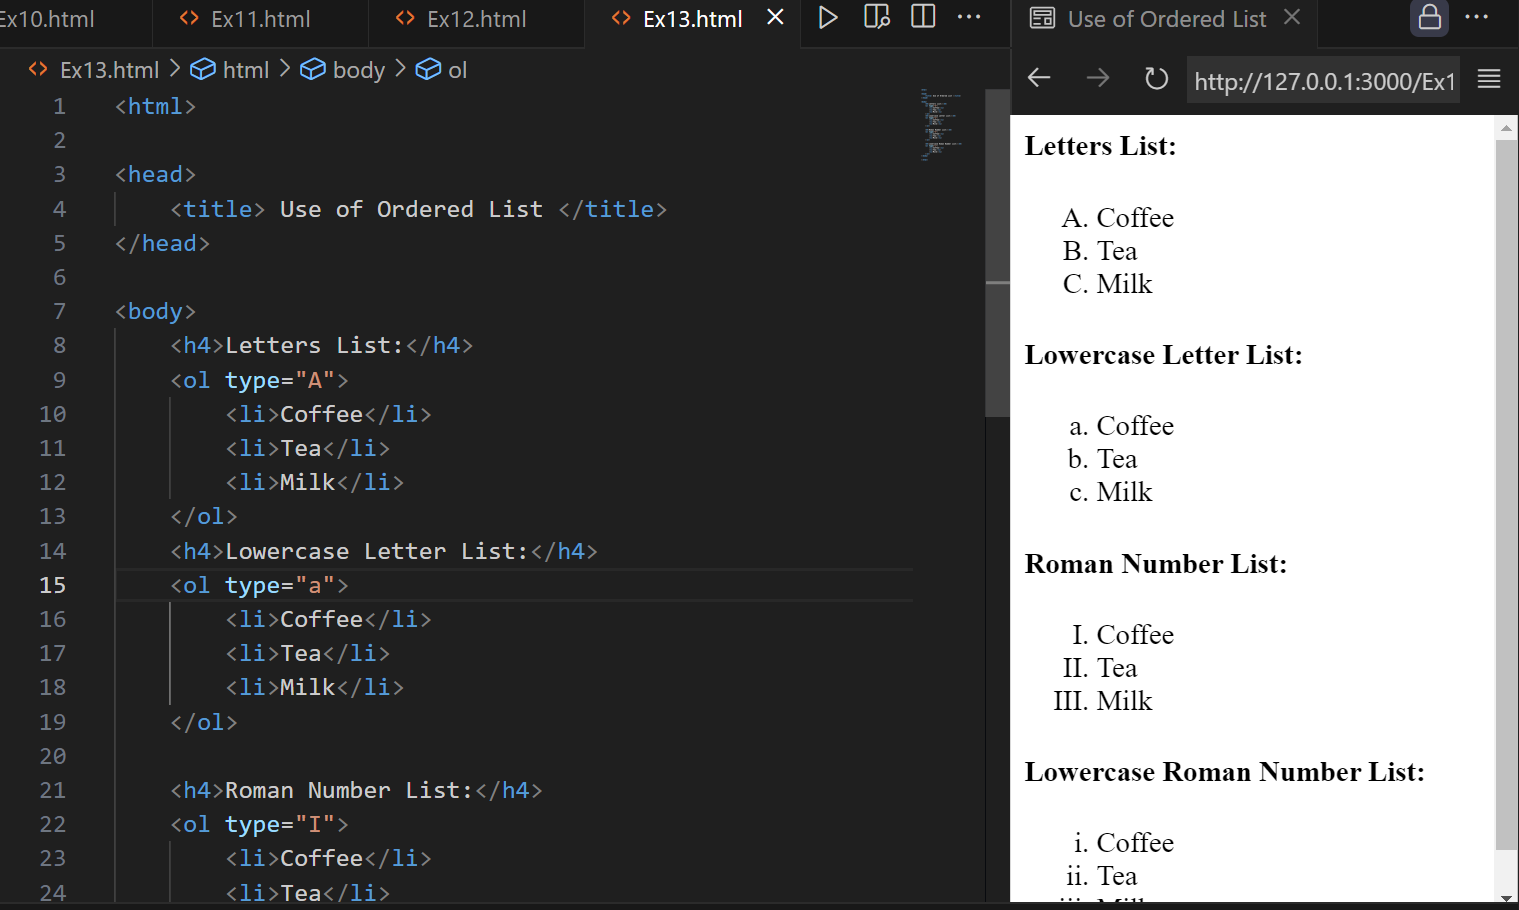 Ex10.html Ex11.html Ex12.html Ex13.html
Use of Ordered List
Ex13.html > html > body > ol
http://127.0.0.1:3000/Ex1
1 <html>
2
3 <head>
4 <title> Use of Ordered List </title>
5 </head>
6
7 <body>
8 <h4>Letters List:</h4>
9 <ol type="A">
10 <li>Coffee</li>
11 <li>Tea</li>
12 <li>Milk</li>
13 </ol>
14 <h4>Lowercase Letter List:</h4>
15 <ol type="a">
16 <li>Coffee</li>
17 <li>Tea</li>
18 <li>Milk</li>
19 </ol>
20
21 <h4>Roman Number List:</h4>
22 <ol type="I">
23 <li>Coffee</li>
24 <li>Tea</li>
Letters List:
A. Coffee
B. Tea
C. Milk
Lowercase Letter List:
a. Coffee
b. Tea
c. Milk
Roman Number List:
I. Coffee
II. Tea
III. Milk
Lowercase Roman Number List:
i. Coffee
ii. Tea
iii. Milk